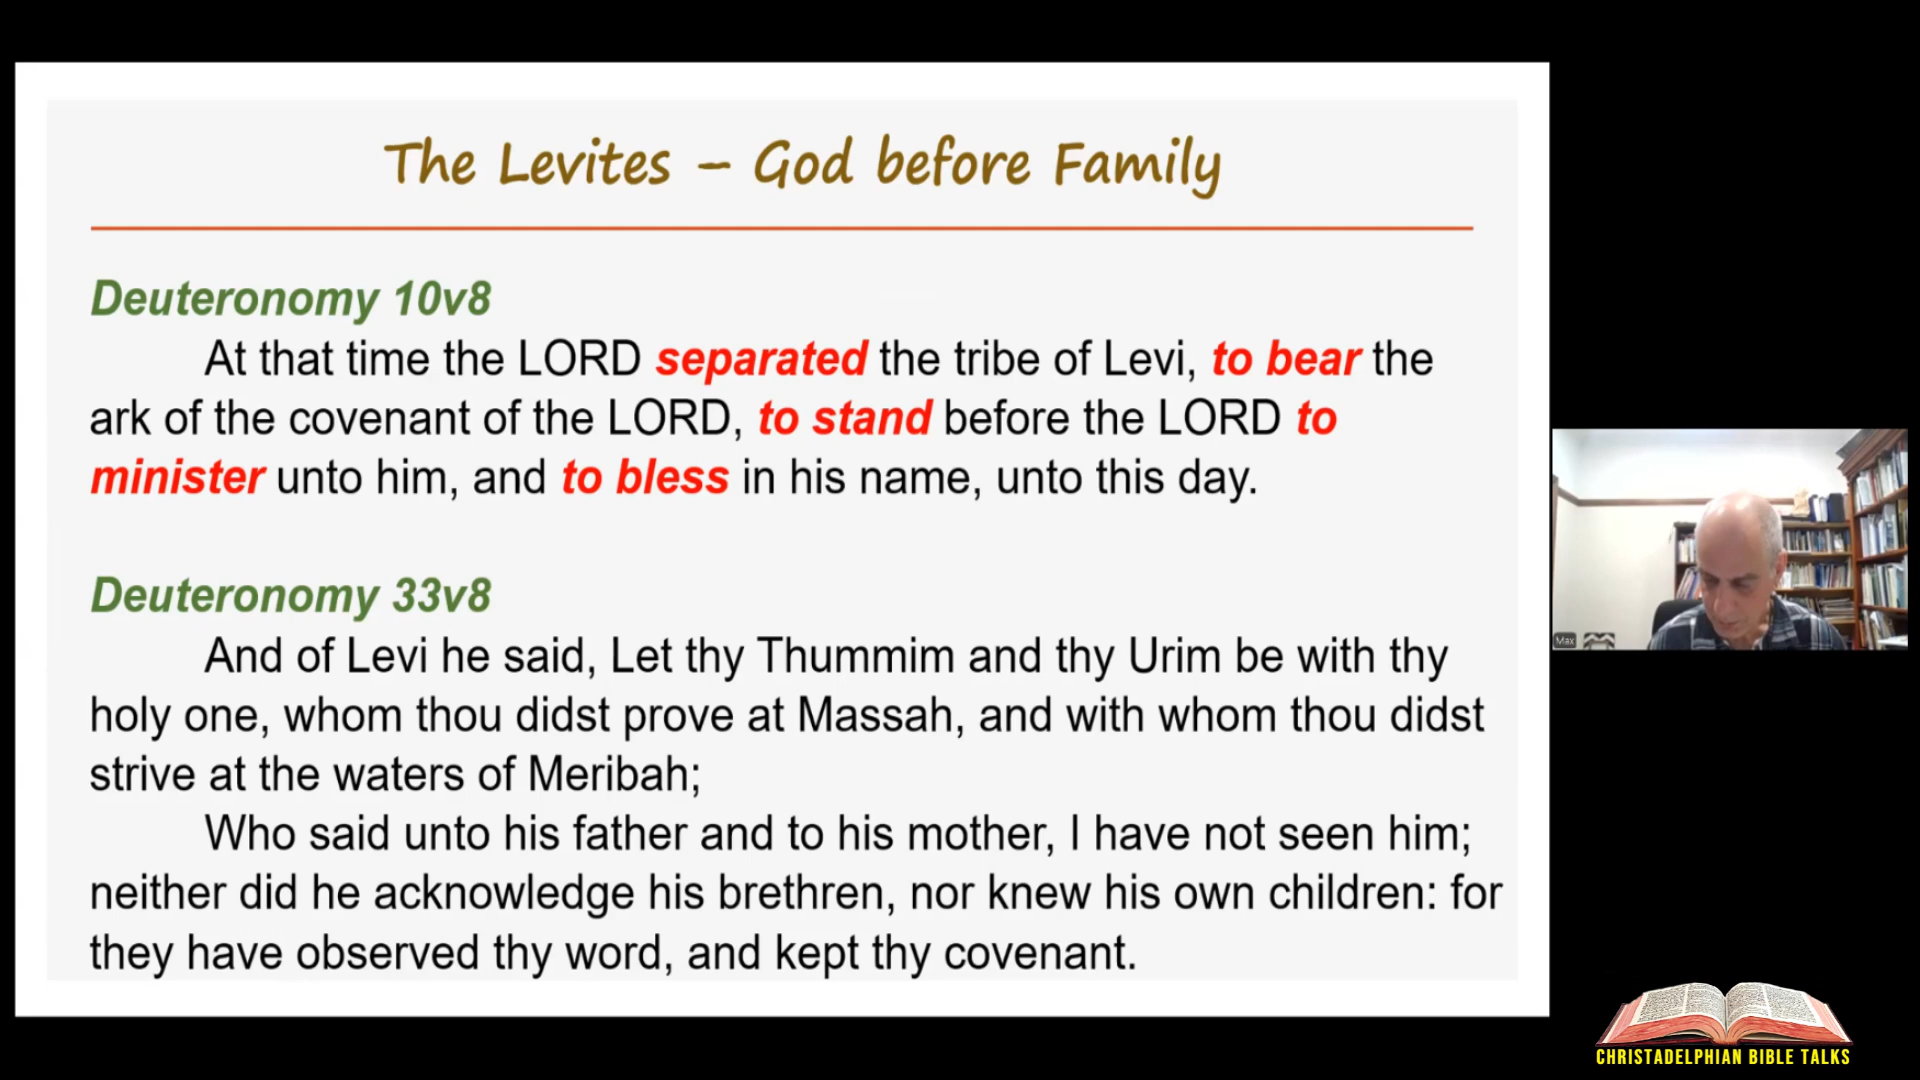 The Levites – God before Family
Deuteronomy 10v8
At that time the LORD separated the tribe of Levi, to bear the
ark of the covenant of the LORD, to stand before the LORD to
minister unto him, and to bless in his name, unto this day.
Deuteronomy 33v8
And of Levi he said, Let thy Thummim and thy Urim be with thy
holy one, whom thou didst prove at Massah, and with whom thou didst
strive at the waters of Meribah;
Who said unto his father and to his mother, I have not seen him;
neither did he acknowledge his brethren, nor knew his own children: for
they have observed thy word, and kept thy covenant.
Max
CHRISTADELPHIAN BIBLE TALKS